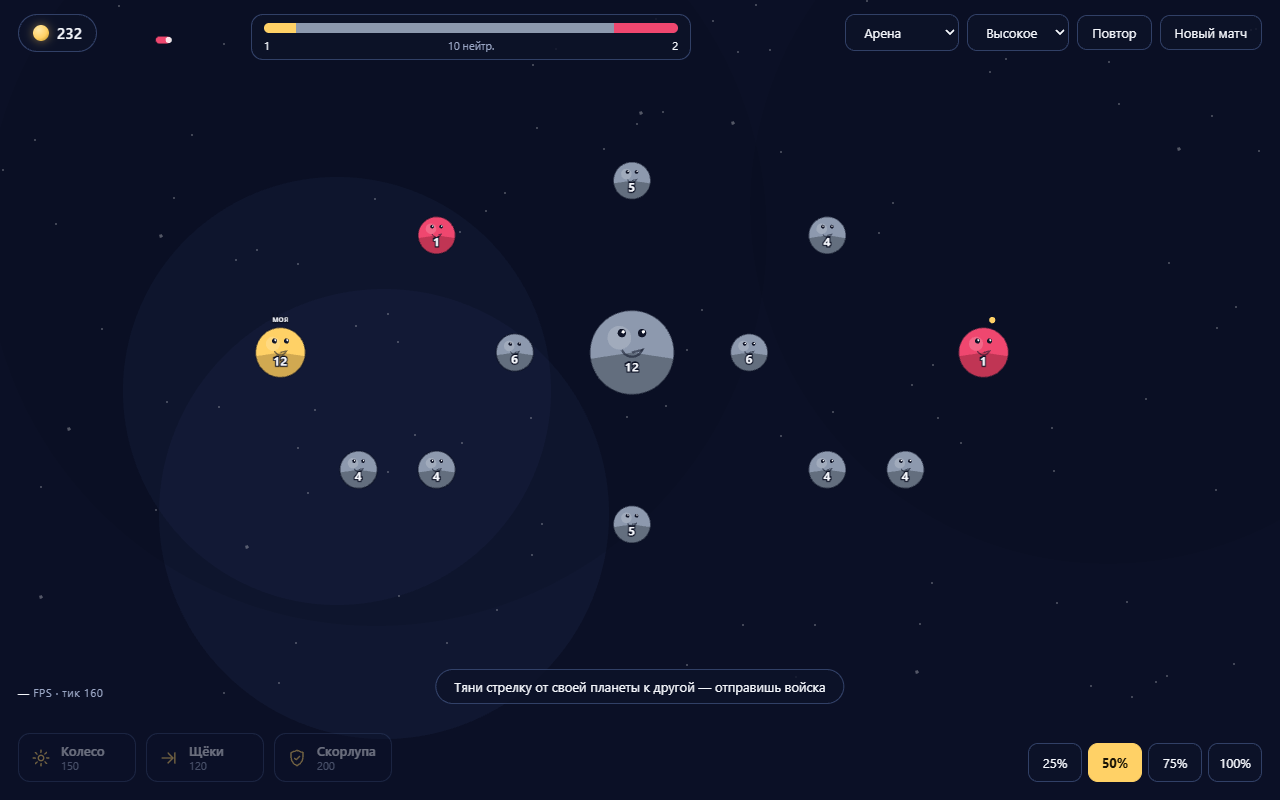 232
1
10 нейтр.
2
Арена
Высокое
Повтор
Новый матч
5
1
4
моя
12
6
12
6
1
4
4
4
4
5
Тяни стрелку от своей планеты к другой — отправишь войска
— FPS · тик 160
Колесо
150
Щёки
120
Скорлупа
200
25%
50%
75%
100%